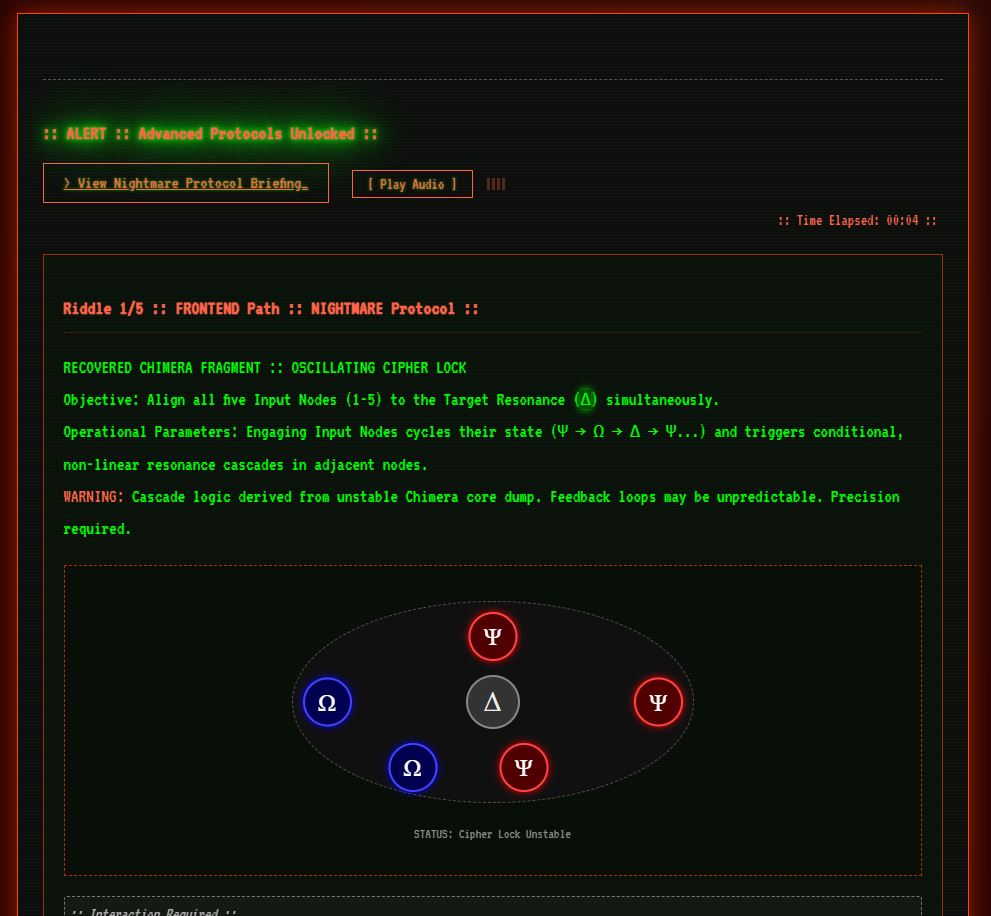 :: ALERT :: Advanced Protocols Unlocked ::
> View Nightmare Protocol Briefing_
[ Play Audio ]
:: Time Elapsed: 00:04 ::
Riddle 1/5 :: FRONTEND Path :: NIGHTMARE Protocol ::
RECOVERED CHIMERA FRAGMENT :: OSCILLATING CIPHER LOCK
Objective: Align all five Input Nodes (1-5) to the Target Resonance (Δ) simultaneously.
Operational Parameters: Engaging Input Nodes cycles their state (Ψ → Ω → Δ → Ψ...) and triggers conditional,
non-linear resonance cascades in adjacent nodes.
WARNING: Cascade logic derived from unstable Chimera core dump. Feedback loops may be unpredictable. Precision
required.
Ψ
Ω Δ Ψ
Ω Ψ
STATUS: Cipher Lock Unstable
:: Interaction Required ::